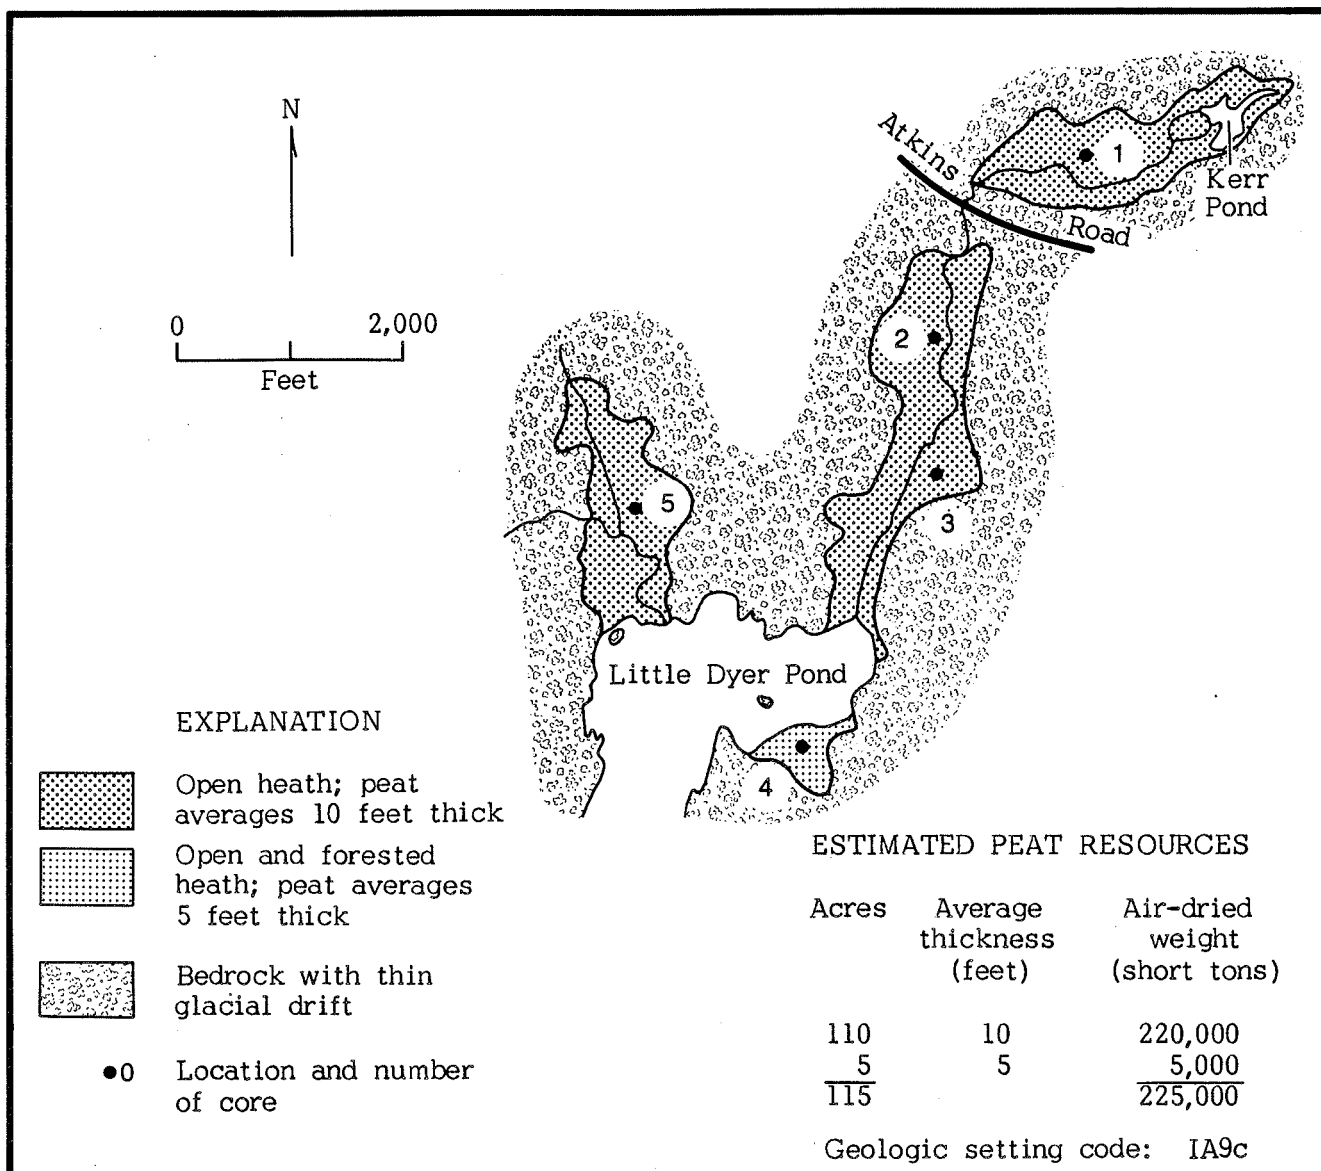 N
0 2,000
Feet
Atkins
Road
1
Kerr
Pond
2
3
5
Little Dyer Pond
4
EXPLANATION
Open heath; peat
averages 10 feet thick
Open and forested
heath; peat averages
5 feet thick
Bedrock with thin
glacial drift
0 Location and number
of core
ESTIMATED PEAT RESOURCES
Acres Average Air-dried
thickness weight
(feet) (short tons)
110 10 220,000
5 5 5,000
115 225,000
Geologic setting code: IA9c